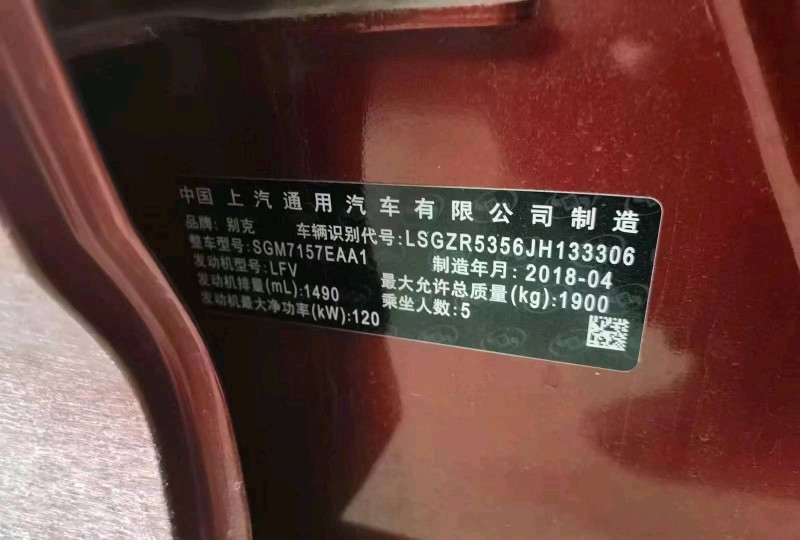 中国 上汽通用汽车有限公司制造
品牌: 别克 车辆识别代号:LSGZR5356JH133306
整车型号:SGM7157EAA1 制造年月: 2018-04
发动机型号:LFV 最大允许总质量(kg):1900
发动机排量(mL):1490 乘坐人数:5
发动机最大净功率(kW):120